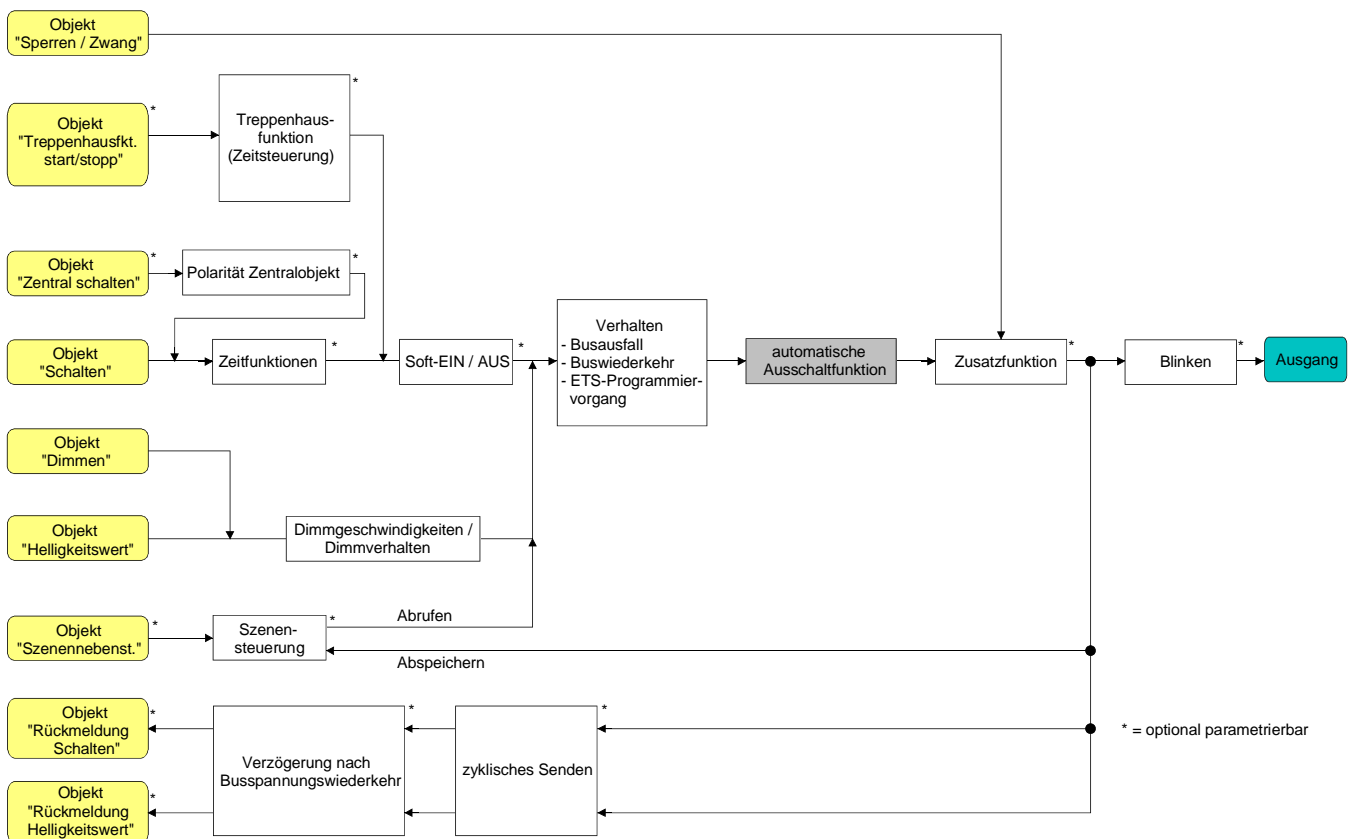 Objekt
"Sperren / Zwang"
*
Objekt
"Treppenhausfkt.
start/stopp"
*
Treppenhaus-
funktion
(Zeitsteuerung)
*
Objekt
"Zentral schalten"
*
Polarität Zentralobjekt
*
Objekt
"Schalten"
Zeitfunktionen
*
Soft-EIN / AUS
*
Verhalten
- Busausfall
- Buswiederkehr
- ETS-Programmier-
vorgang
automatische
Ausschaltfunktion
Zusatzfunktion
*
Blinken
*
Ausgang
Objekt
"Dimmen"
Objekt
"Helligkeitswert"
Dimmgeschwindigkeiten /
Dimmverhalten
Objekt
"Szenennebenst."
*
Szenen-
steuerung
*
Abrufen
Abspeichern
Objekt
"Rückmeldung
Schalten"
*
Verzögerung nach
Busspannungswiederkehr
*
zyklisches Senden
*
* = optional parametrierbar
Objekt
"Rückmeldung
Helligkeitswert"
*